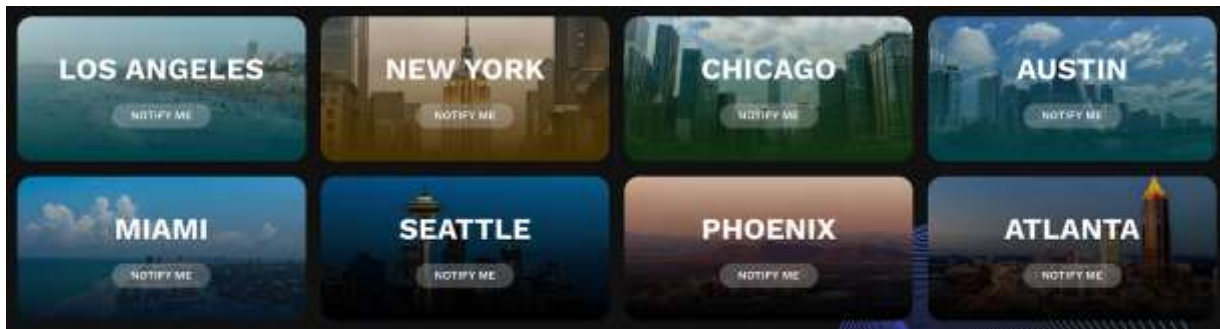 LOS ANGELES
NOTIFY ME
NEW YORK
NOTIFY ME
CHICAGO
NOTIFY ME
AUSTIN
NOTIFY ME
MIAMI
NOTIFY ME
SEATTLE
NOTIFY ME
PHOENIX
NOTIFY ME
ATLANTA
NOTIFY ME